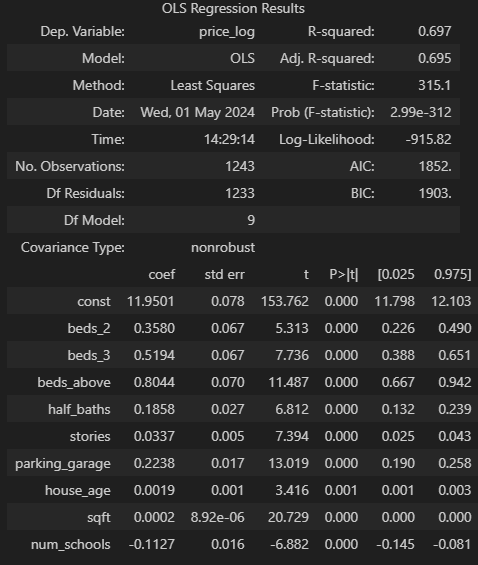 OLS Regression Results
Dep. Variable: price_log R-squared: 0.697
Model: OLS Adj. R-squared: 0.695
Method: Least Squares F-statistic: 315.1
Date: Wed, 01 May 2024 Prob (F-statistic): 2.99e-312
Time: 14:29:14 Log-Likelihood: -915.82
No. Observations: 1243 AIC: 1852.
Df Residuals: 1233 BIC: 1903.
Df Model: 9
Covariance Type: nonrobust
coef std err t P>|t| [0.025 0.975]
const 11.9501 0.078 153.762 0.000 11.798 12.103
beds_2 0.3580 0.067 5.313 0.000 0.226 0.490
beds_3 0.5194 0.067 7.736 0.000 0.388 0.651
beds_above 0.8044 0.070 11.487 0.000 0.667 0.942
half_baths 0.1858 0.027 6.812 0.000 0.132 0.239
stories 0.0337 0.005 7.394 0.000 0.025 0.043
parking_garage 0.2238 0.017 13.019 0.000 0.190 0.258
house_age 0.0019 0.001 3.416 0.001 0.001 0.003
sqft 0.0002 8.92e-06 20.729 0.000 0.000 0.000
num_schools -0.1127 0.016 -6.882 0.000 -0.145 -0.081